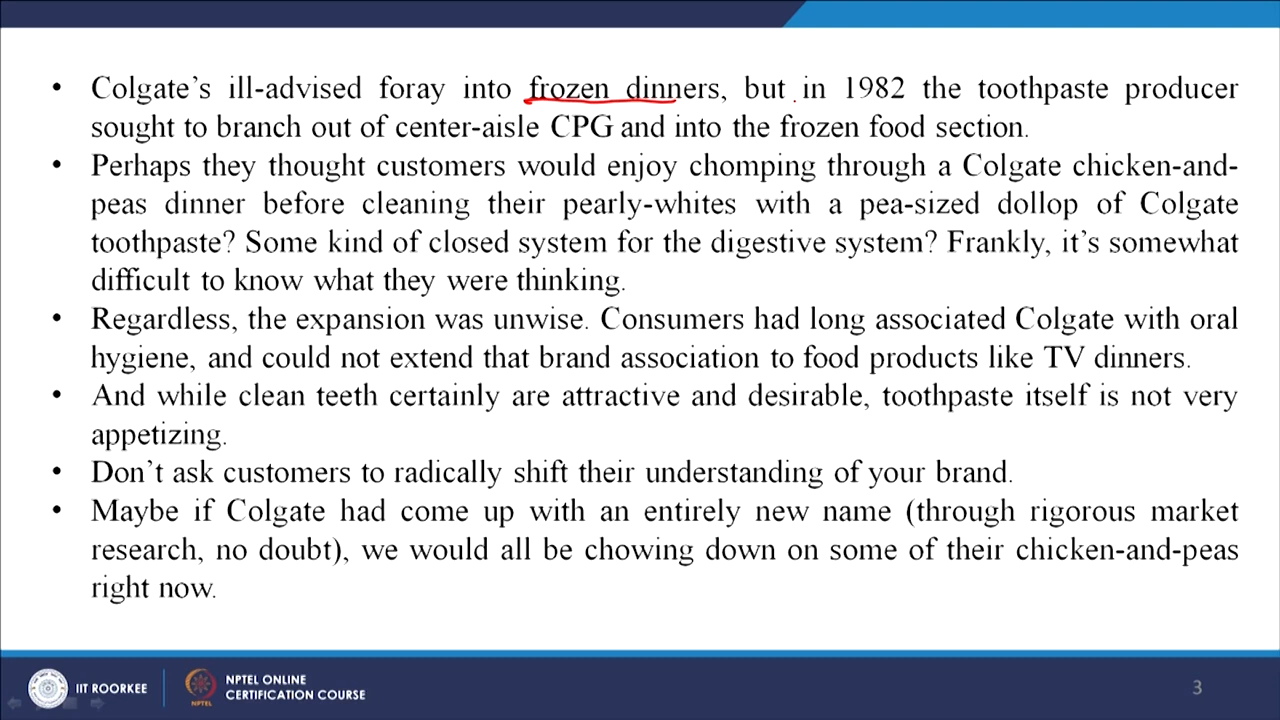 • Colgate’s ill-advised foray into frozen dinners, but in 1982 the toothpaste producer
sought to branch out of center-aisle CPG and into the frozen food section.
• Perhaps they thought customers would enjoy chomping through a Colgate chicken-and-
peas dinner before cleaning their pearly-whites with a pea-sized dollop of Colgate
toothpaste? Some kind of closed system for the digestive system? Frankly, it’s somewhat
difficult to know what they were thinking.
• Regardless, the expansion was unwise. Consumers had long associated Colgate with oral
hygiene, and could not extend that brand association to food products like TV dinners.
• And while clean teeth certainly are attractive and desirable, toothpaste itself is not very
appetizing.
• Don’t ask customers to radically shift their understanding of your brand.
• Maybe if Colgate had come up with an entirely new name (through rigorous market
research, no doubt), we would all be chowing down on some of their chicken-and-peas
right now.
IIT ROORKEE
NPTEL
NPTEL ONLINE
CERTIFICATION COURSE
3